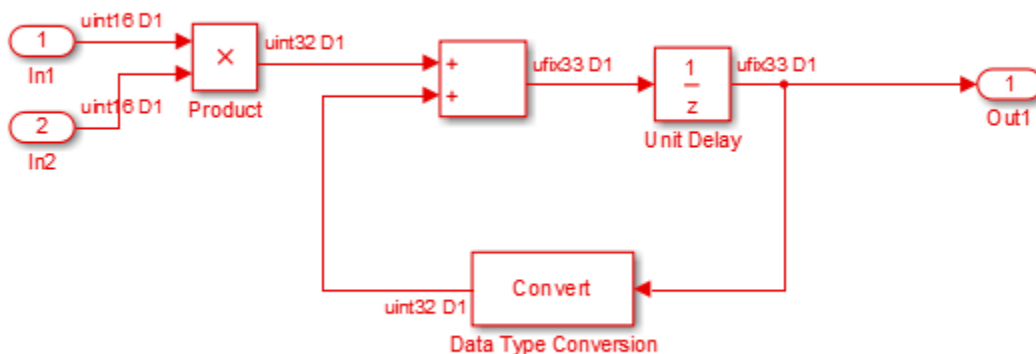 uint16 D1
1
In1
uint16 D1
2
In2
×
Product
uint32 D1
+
+
ufix33 D1
1
z
Unit Delay
ufix33 D1
1
Out1
Convert
uint32 D1
Data Type Conversion